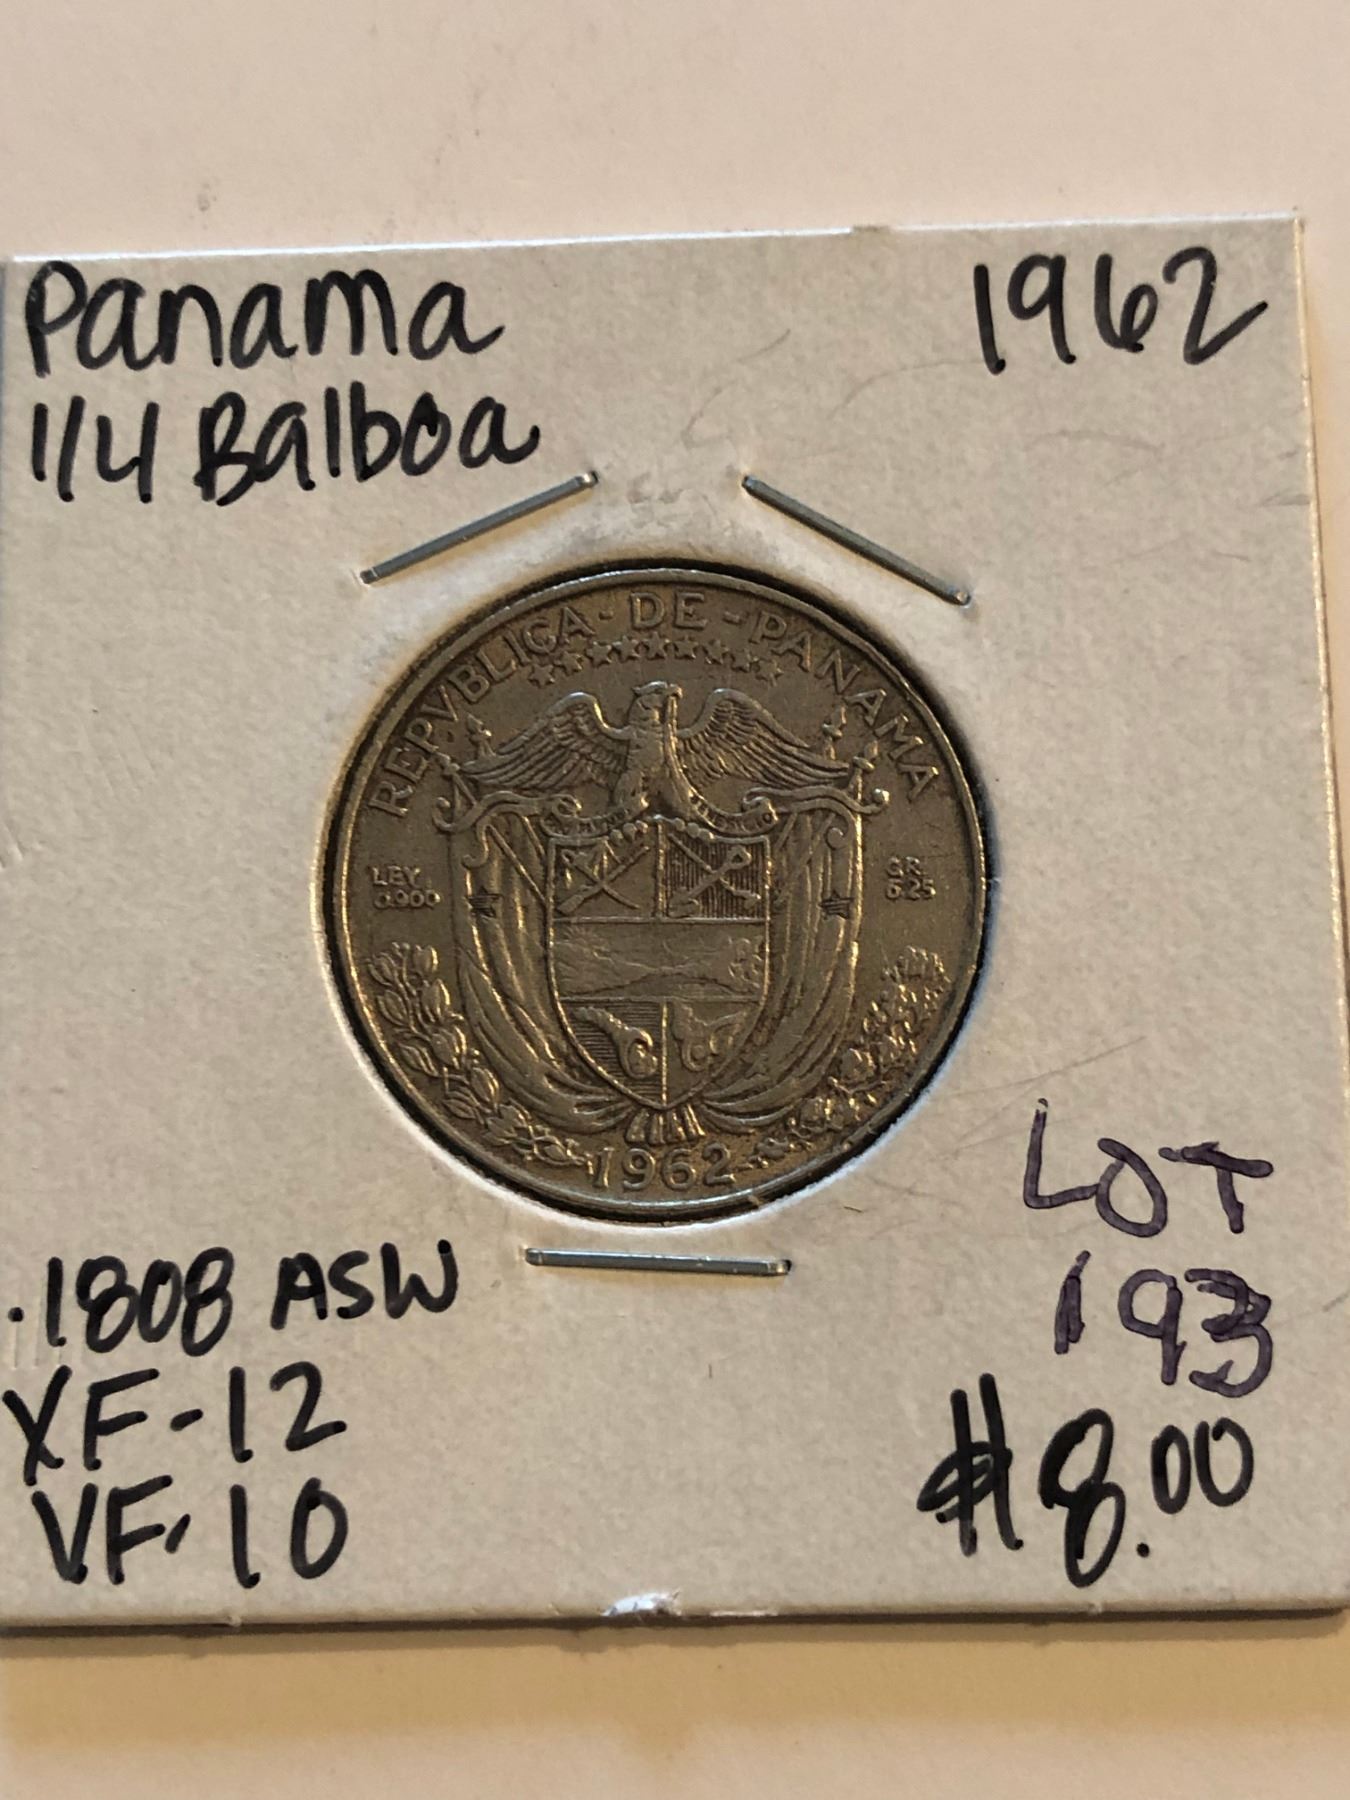 Panama
1/4 Balboa
1962
REPVBLICA - DE - PANAMA
LEY
0.900
GR.
6.25
1962
.1808 ASW
XF-12
VF-10
LOT
193
$8.00